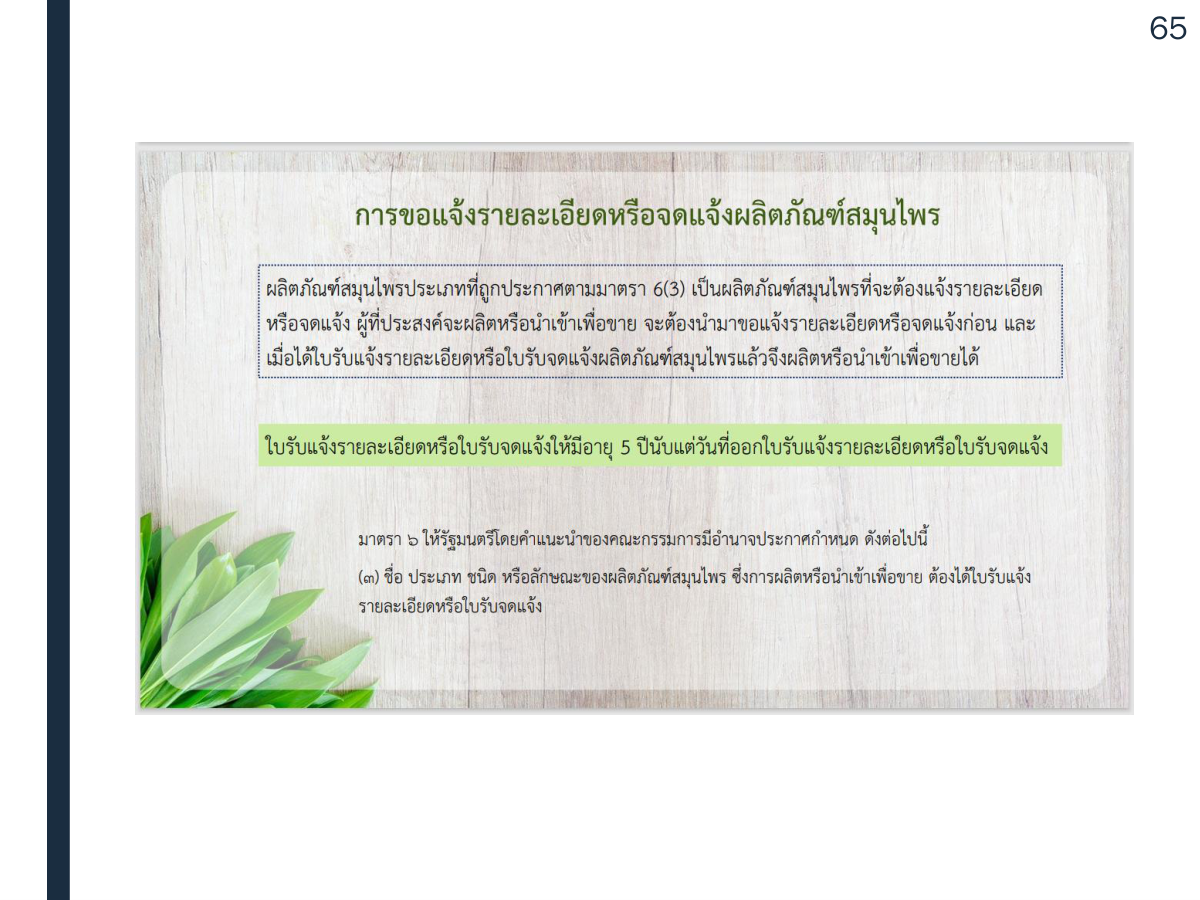 65
การขอแจ้งรายละเอียดหรือจดแจ้งผลิตภัณฑ์สมุนไพร
ผลิตภัณฑ์สมุนไพรประเภทที่ถูกประกาศตามมาตรา 6(3) เป็นผลิตภัณฑ์สมุนไพรที่จะต้องแจ้งรายละเอียด
หรือจดแจ้ง ผู้ที่ประสงค์จะผลิตหรือนำเข้าเพื่อขาย จะต้องนำมาขอแจ้งรายละเอียดหรือจดแจ้งก่อน และ
เมื่อได้ใบรับแจ้งรายละเอียดหรือใบรับจดแจ้งผลิตภัณฑ์สมุนไพรแล้วจึงผลิตหรือนำเข้าเพื่อขายได้
ใบรับแจ้งรายละเอียดหรือใบรับจดแจ้งให้มีอายุ 5 ปีนับแต่วันที่ออกใบรับแจ้งรายละเอียดหรือใบรับจดแจ้ง
มาตรา ๖ ให้รัฐมนตรีโดยคำแนะนำของคณะกรรมการมีอำนาจประกาศกำหนด ดังต่อไปนี้
(๓) ชื่อ ประเภท ชนิด หรือลักษณะของผลิตภัณฑ์สมุนไพร ซึ่งการผลิตหรือนำเข้าเพื่อขาย ต้องได้ใบรับแจ้ง
รายละเอียดหรือใบรับจดแจ้ง